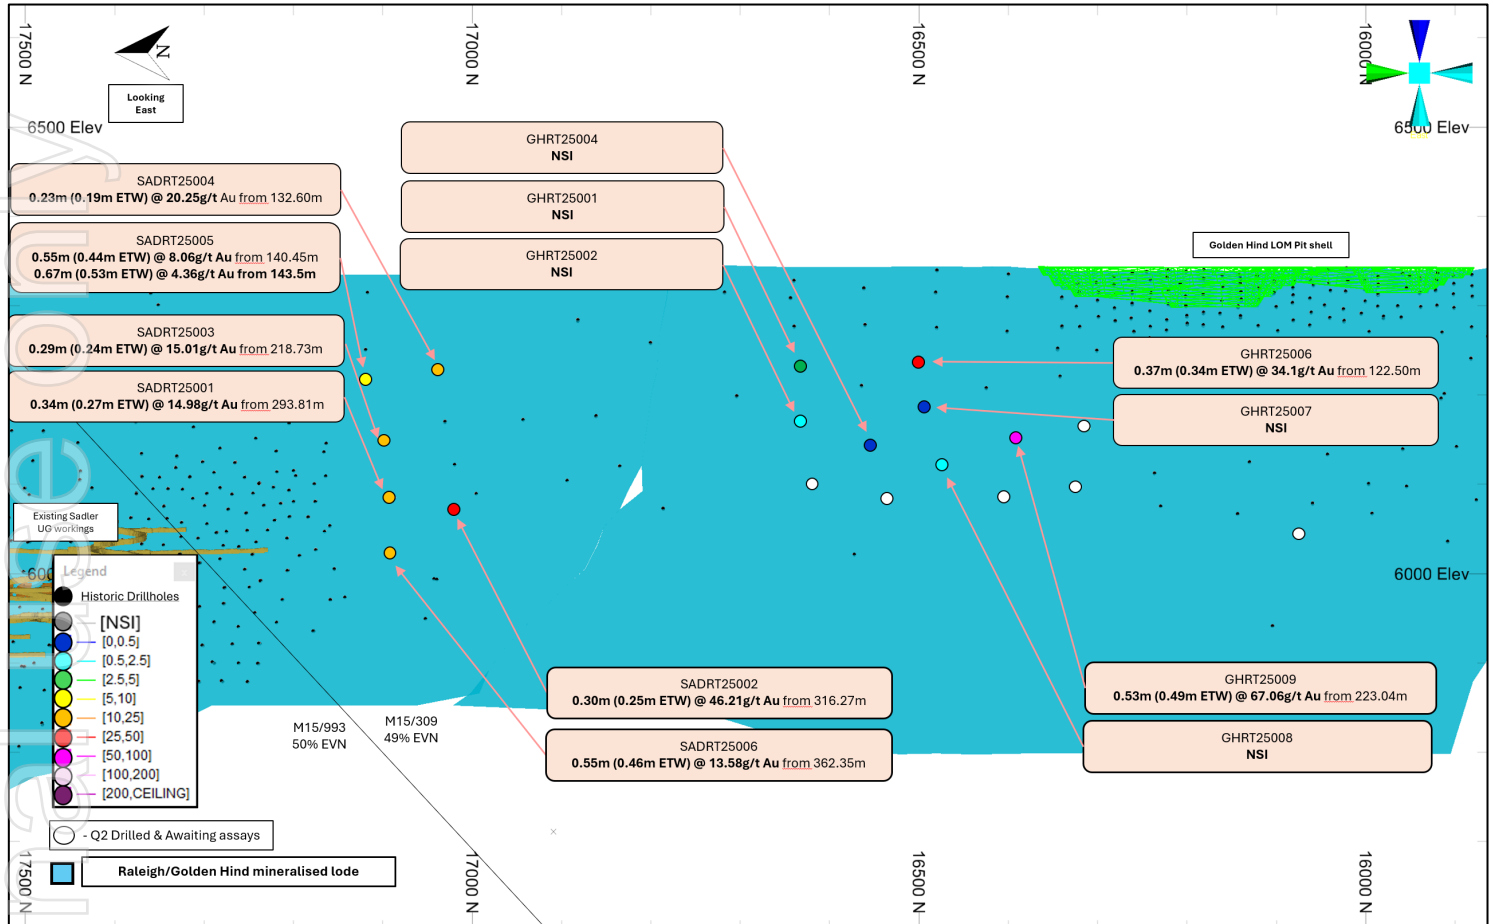 17500 N
17000 N
16500 N
16000 N
N
Looking
East
6500 Elev
6500 Elev
GHRT25004
NSI
GHRT25001
NSI
GHRT25002
NSI
SADRT25004
0.23m (0.19m ETW) @ 20.25g/t Au from 132.60m
SADRT25005
0.55m (0.44m ETW) @ 8.06g/t Au from 140.45m
0.67m (0.53m ETW) @ 4.36g/t Au from 143.5m
SADRT25003
0.29m (0.24m ETW) @ 15.01g/t Au from 218.73m
SADRT25001
0.34m (0.27m ETW) @ 14.98g/t Au from 293.81m
Golden Hind LOM Pit shell
GHRT25006
0.37m (0.34m ETW) @ 34.1g/t Au from 122.50m
GHRT25007
NSI
Existing Sadler
UG workings
600
6000 Elev
Legend
Historic Drillholes
[NSI]
[0,0.5]
[0.5,2.5]
[2.5,5]
[5,10]
[10,25]
[25,50]
[50,100]
[100,200]
[200,CEILING]
M15/993
50% EVN
M15/309
49% EVN
SADRT25002
0.30m (0.25m ETW) @ 46.21g/t Au from 316.27m
SADRT25006
0.55m (0.46m ETW) @ 13.58g/t Au from 362.35m
GHRT25009
0.53m (0.49m ETW) @ 67.06g/t Au from 223.04m
GHRT25008
NSI
- Q2 Drilled & Awaiting assays
Raleigh/Golden Hind mineralised lode
17500 N
17000 N
16500 N
16000 N
nal use only